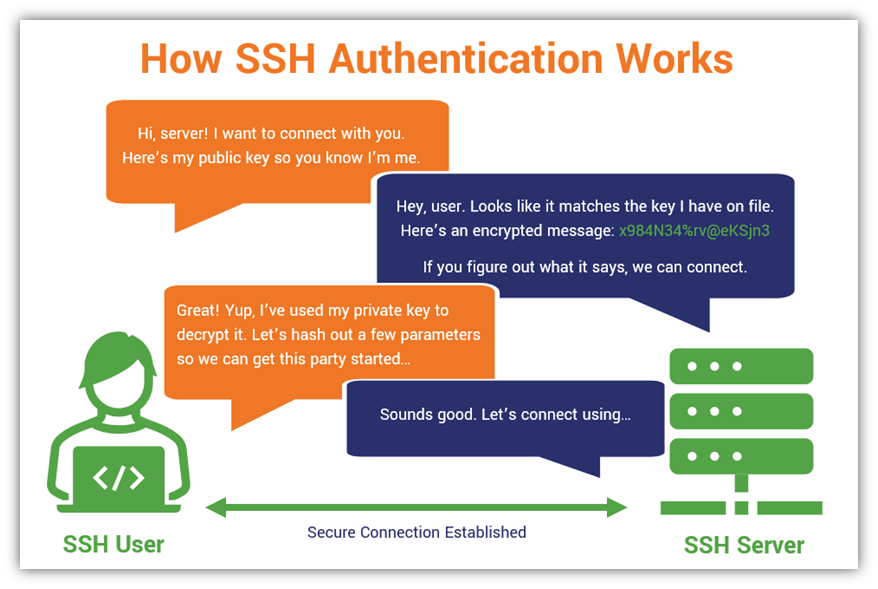 How SSH Authentication Works
Hi, server! I want to connect with you.
Here's my public key so you know I'm me.
Hey, user. Looks like it matches the key I have on file.
Here's an encrypted message: x984N34%rv@eKSjn3
If you figure out what it says, we can connect.
Great! Yup, I've used my private key to
decrypt it. Let's hash out a few parameters
so we can get this party started...
Sounds good. Let's connect using...
</>
Secure Connection Established
SSH User
SSH Server